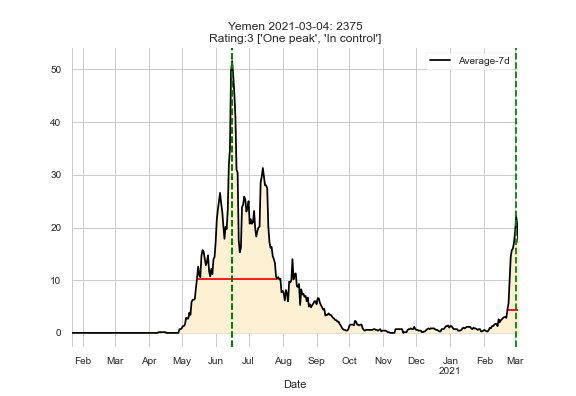 Yemen 2021-03-04: 2375
Rating:3 ['One peak', 'In control']
Average-7d
50
40
30
20
10
0
Feb Mar Apr May Jun Jul Aug Sep Oct Nov Dec Jan Feb Mar
2021
Date